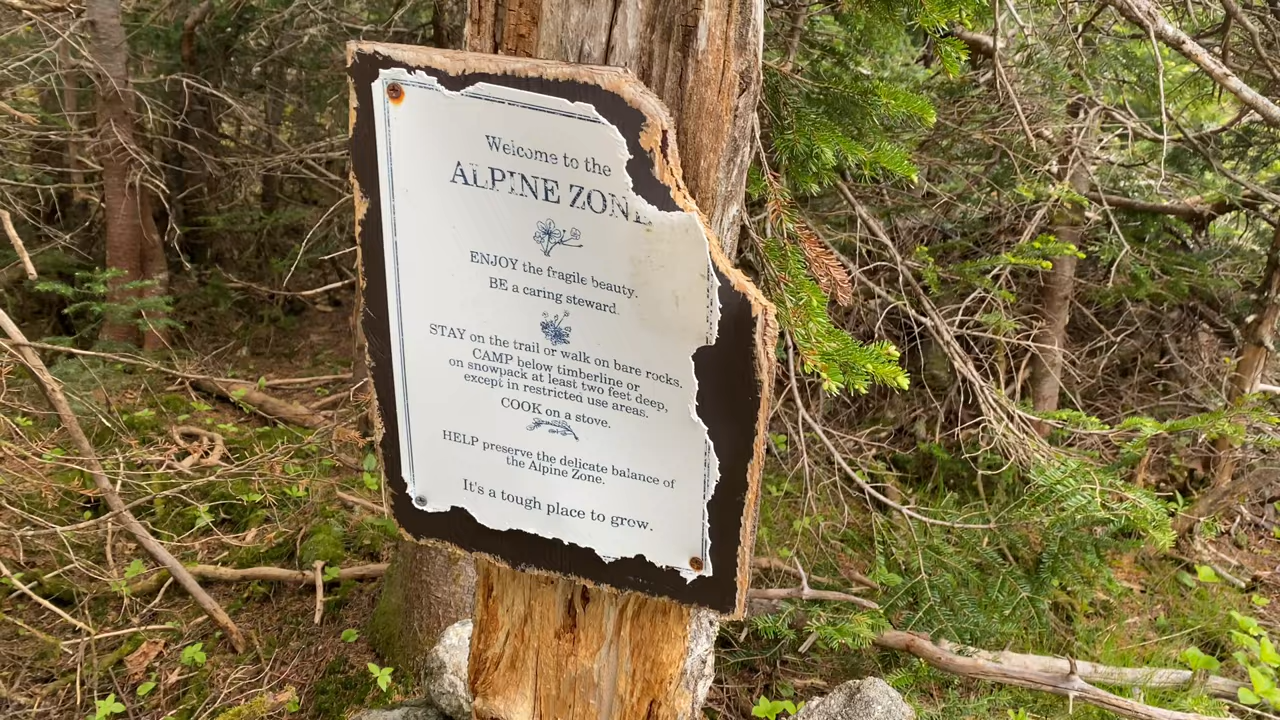 Welcome to the
ALPINE ZONE
ENJOY the fragile beauty.
BE a caring steward.
STAY on the trail or walk on bare rocks.
CAMP below timberline or
on snowpack at least two feet deep,
except in restricted use areas.
COOK on a stove.
HELP preserve the delicate balance of
the Alpine Zone.
It's a tough place to grow.